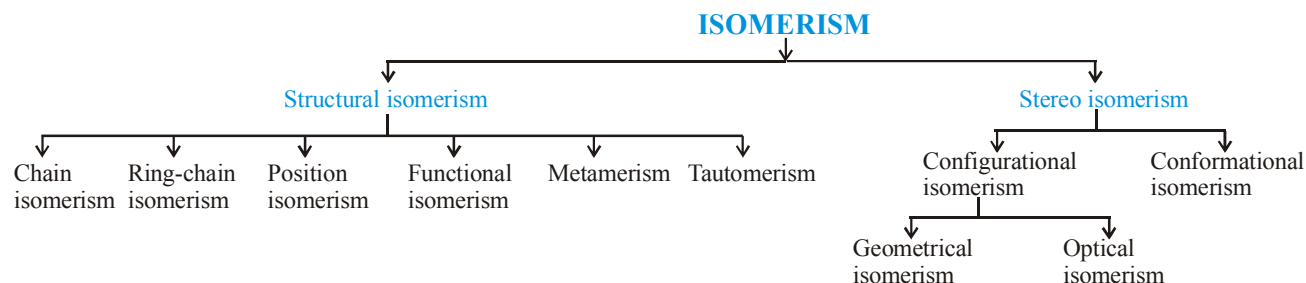 ISOMERISM
Structural isomerism
Stereo isomerism
Chain
isomerism
Ring-chain
isomerism
Position
isomerism
Functional
isomerism
Metamerism
Tautomerism
Configurational
isomerism
Conformational
isomerism
Geometrical
isomerism
Optical
isomerism